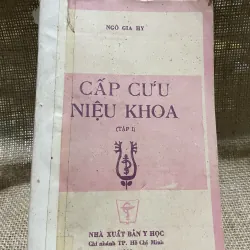 NGÔ GIA HY
CẤP CỨU
NIỆU KHOA
(TẬP I)
NHÀ XUẤT BẢN Y HỌC
Chi nhánh TP. Hồ Chí Minh